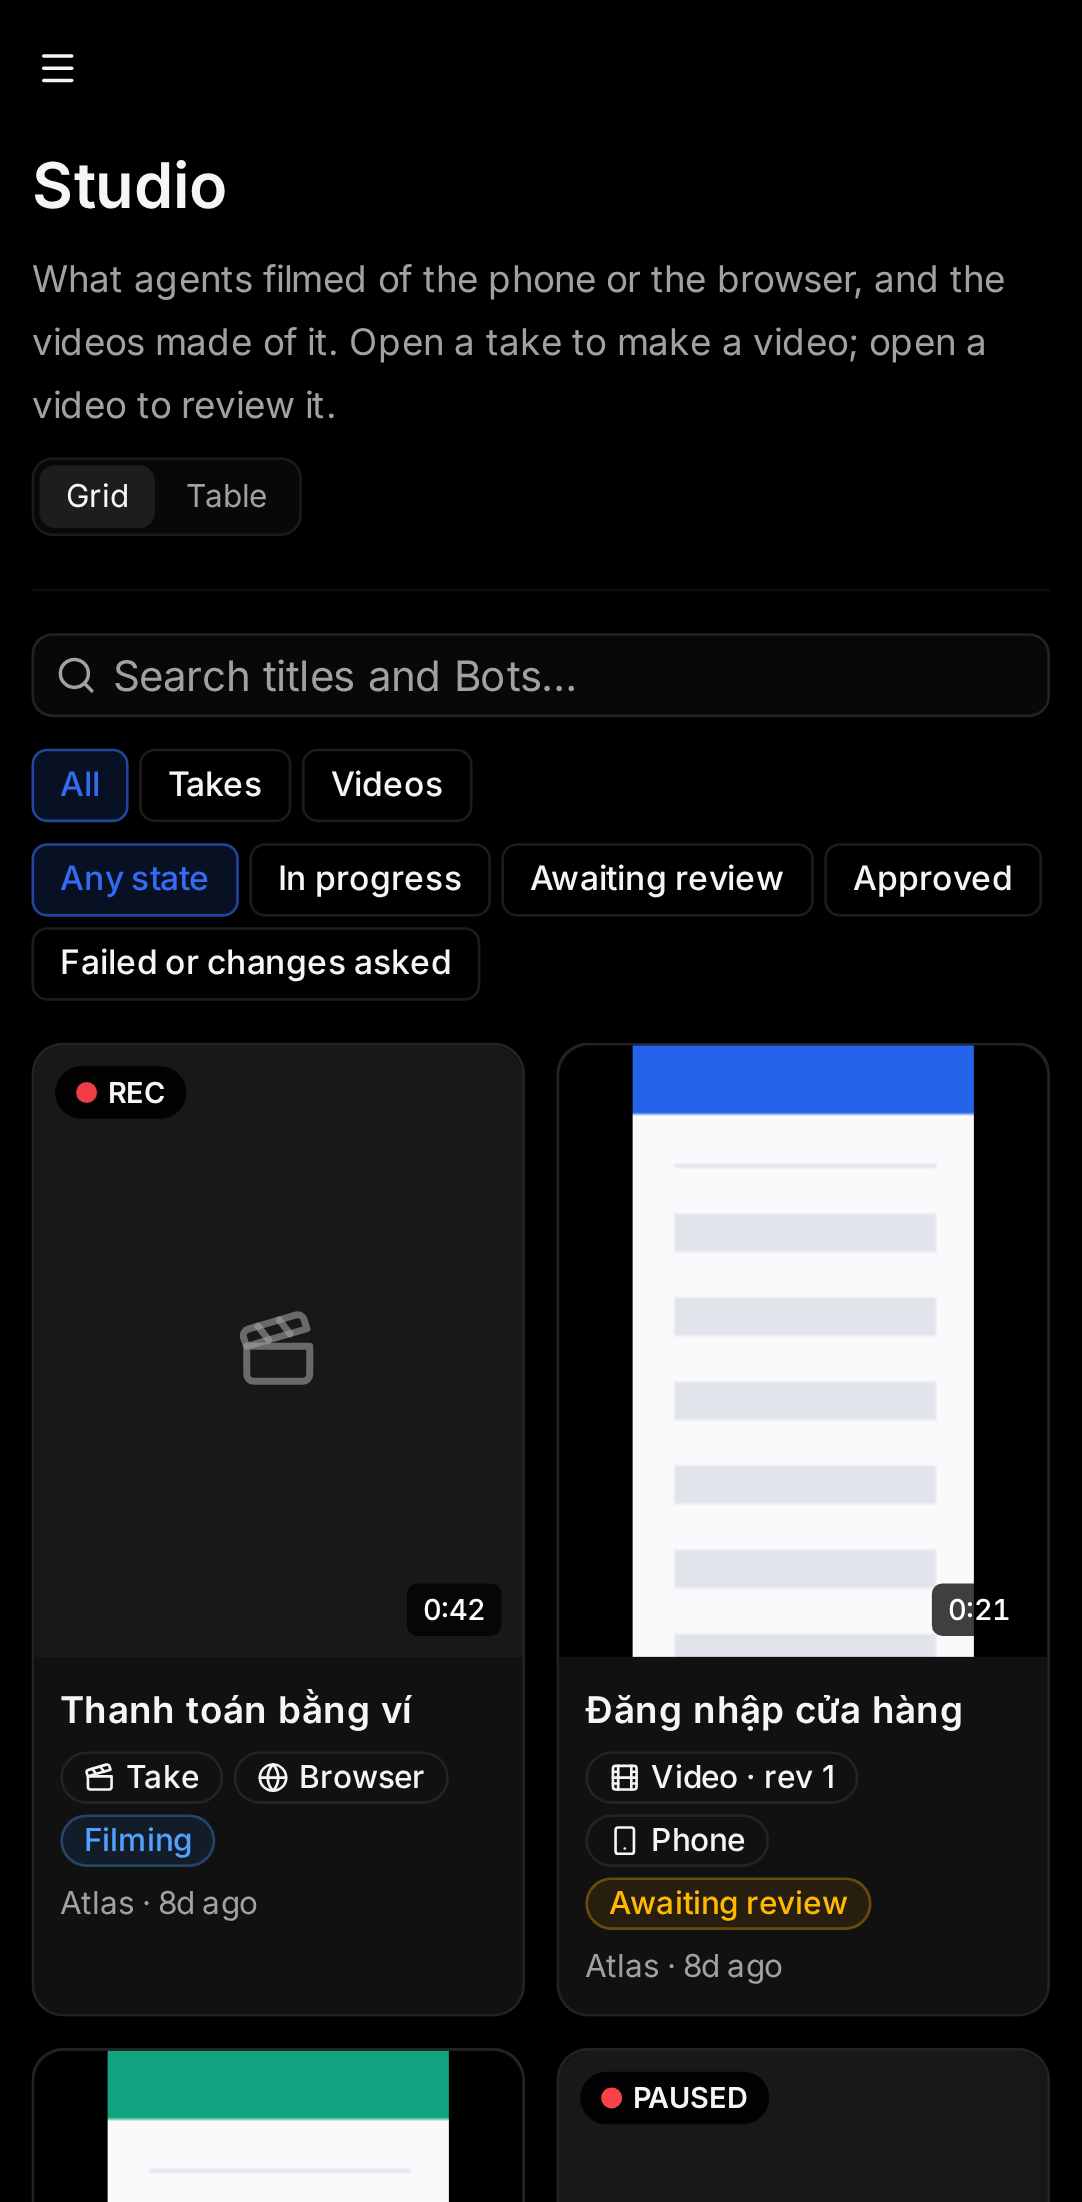 Studio
What agents filmed of the phone or the browser, and the
videos made of it. Open a take to make a video; open a
video to review it.
Grid Table
Search titles and Bots...
All Takes Videos
Any state In progress Awaiting review Approved
Failed or changes asked
REC
0:42
Thanh toán bằng ví
Take Browser
Filming
Atlas · 8d ago
0:21
Đăng nhập cửa hàng
Video · rev 1
Phone
Awaiting review
Atlas · 8d ago
PAUSED